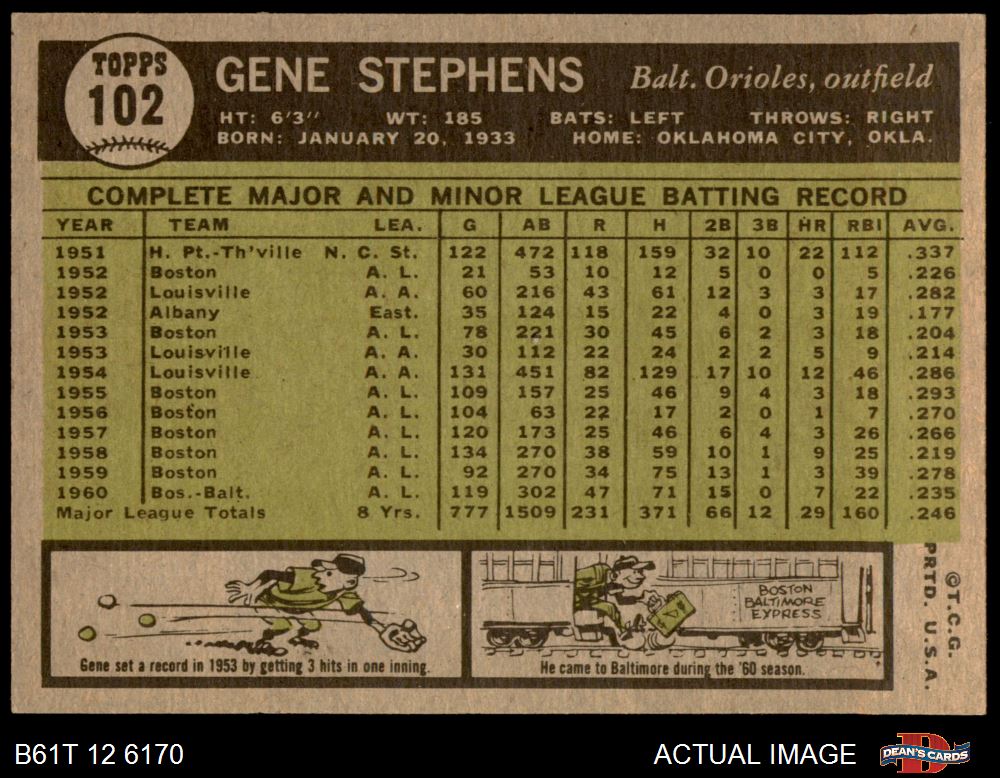 TOPPS
102
GENE STEPHENS Balt. Orioles, outfield
HT: 6'3" WT: 185 BATS: LEFT THROWS: RIGHT
BORN: JANUARY 20, 1933 HOME: OKLAHOMA CITY, OKLA.
COMPLETE MAJOR AND MINOR LEAGUE BATTING RECORD
YEAR TEAM LEA. G AB R H 2B 3B HR RBI AVG.
1951 H. Pt.-Th'ville N. C. St. 122 472 118 159 32 10 22 112 .337
1952 Boston A. L. 21 53 10 12 5 0 0 5 .226
1952 Louisville A. A. 60 216 43 61 12 3 3 17 .282
1952 Albany East. 35 124 15 22 4 0 3 19 .177
1953 Boston A. L. 78 221 30 45 6 2 3 18 .204
1953 Louisville A. A. 30 112 22 24 2 2 5 9 .214
1954 Louisville A. A. 131 451 82 129 17 10 12 46 .286
1955 Boston A. L. 109 157 25 46 9 4 3 18 .293
1956 Boston A. L. 104 63 22 17 2 0 1 7 .270
1957 Boston A. L. 120 173 25 46 6 4 3 26 .266
1958 Boston A. L. 134 270 38 59 10 1 9 25 .219
1959 Boston A. L. 92 270 34 75 13 1 3 39 .278
1960 Bos.-Balt. A. L. 119 302 47 71 15 0 7 22 .235
Major League Totals 8 Yrs. 777 1509 231 371 66 12 29 160 .246
Gene set a record in 1953 by getting 3 hits in one inning.
BOSTON
BALTIMORE
EXPRESS
He came to Baltimore during the '60 season.
©T.C.G.
PRTD. U.S.A.
B61T 12 6170
ACTUAL IMAGE
DEAN'S CARDS